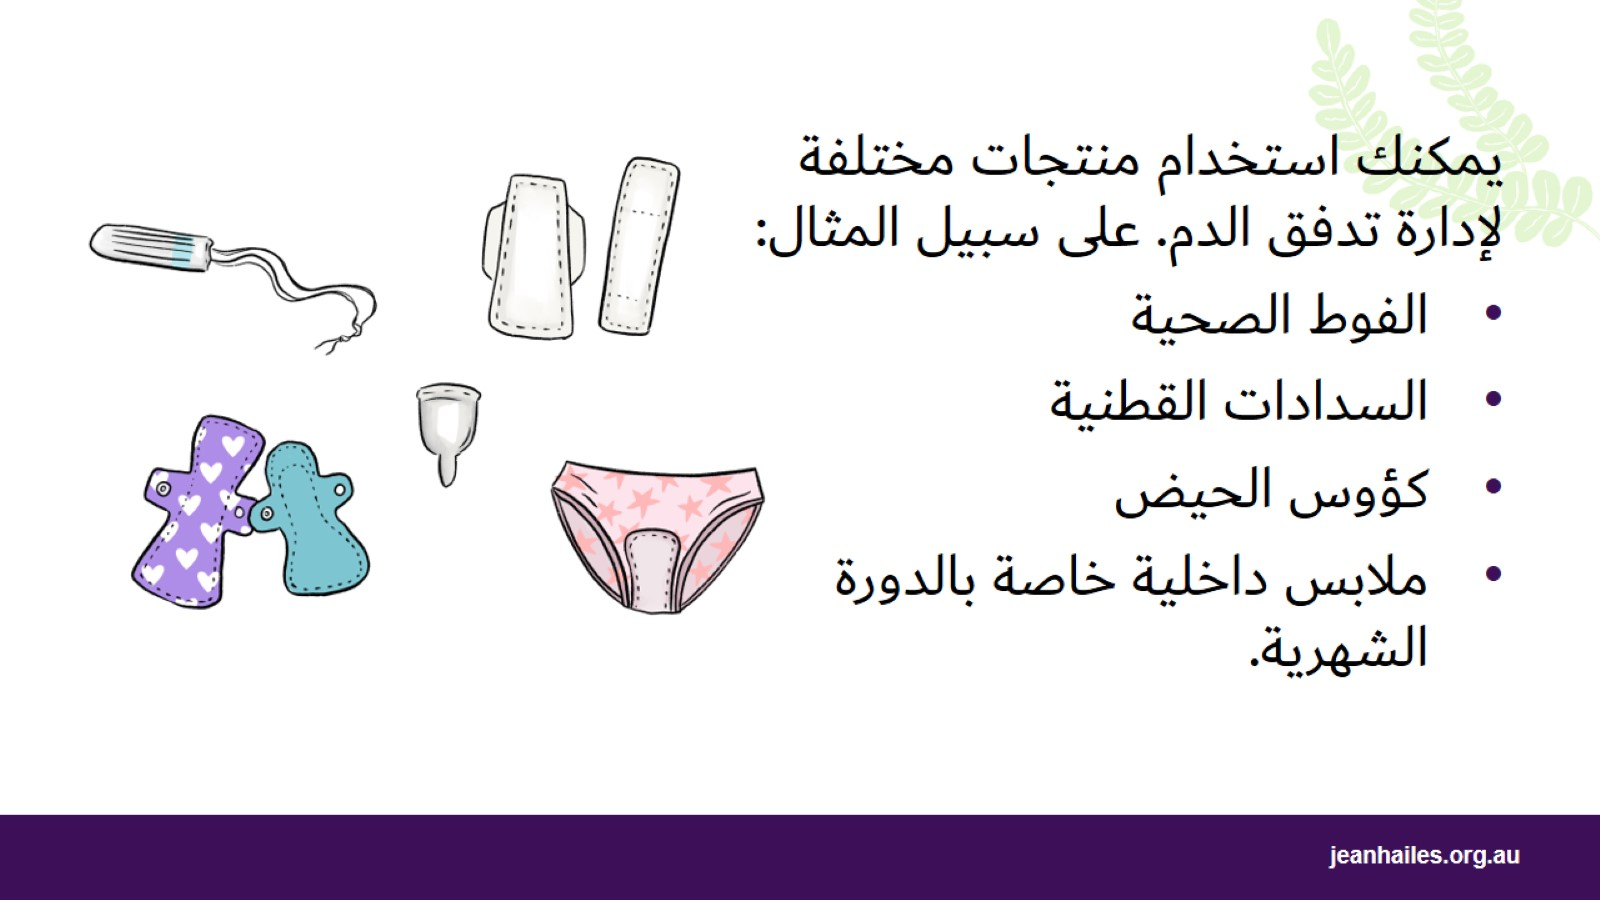 يمكنك استخدام منتجات مختلفة
لإدارة تدفق الدم. على سبيل المثال:
• الفوط الصحية
• السدادات القطنية
• كؤوس الحيض
• ملابس داخلية خاصة بالدورة
الشهرية.
jeanhailes.org.au